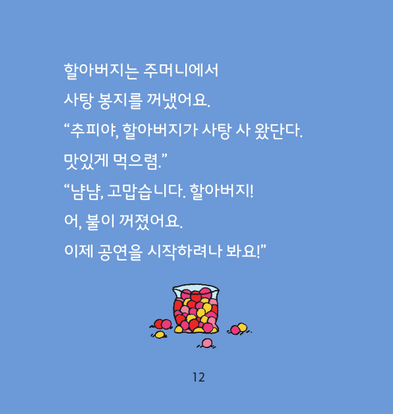 할아버지는 주머니에서
사탕 봉지를 꺼냈어요.
“추피야, 할아버지가 사탕 사 왔단다.
맛있게 먹으렴.”
“냠냠, 고맙습니다. 할아버지!
어, 불이 꺼졌어요.
이제 공연을 시작하려나 봐요!”
12